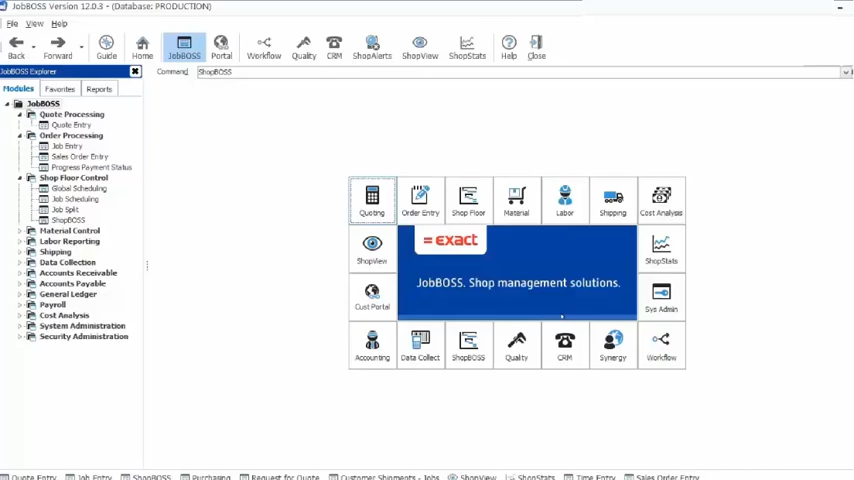 JobBOSS Version 12.0.3 - (Database: PRODUCTION)
File View Help
Back Forward Guide Home JobBOSS Portal Workflow Quality CRM ShopAlerts ShopView ShopStats Help Close
JobBOSS Explorer
Command ShopBOSS
Modules Favorites Reports
JobBOSS
Quote Processing
Quote Entry
Order Processing
Job Entry
Sales Order Entry
Progress Payment Status
Shop Floor Control
Global Scheduling
Job Scheduling
Job Split
ShopBOSS
Material Control
Labor Reporting
Shipping
Data Collection
Accounts Receivable
Accounts Payable
General Ledger
Payroll
Cost Analysis
System Administration
Security Administration
Quoting Order Entry Shop Floor Material Labor Shipping Cost Analysis
ShopView
= exact
ShopStats
JobBOSS. Shop management solutions.
Cust Portal
Sys Admin
Accounting Data Collect ShopBOSS Quality CRM Synergy Workflow
Quote Entry Job Entry ShopBOSS Purchasing Request for Quote Customer Shipments - Jobs ShopView ShopStats Time Entry Sales Order Entry